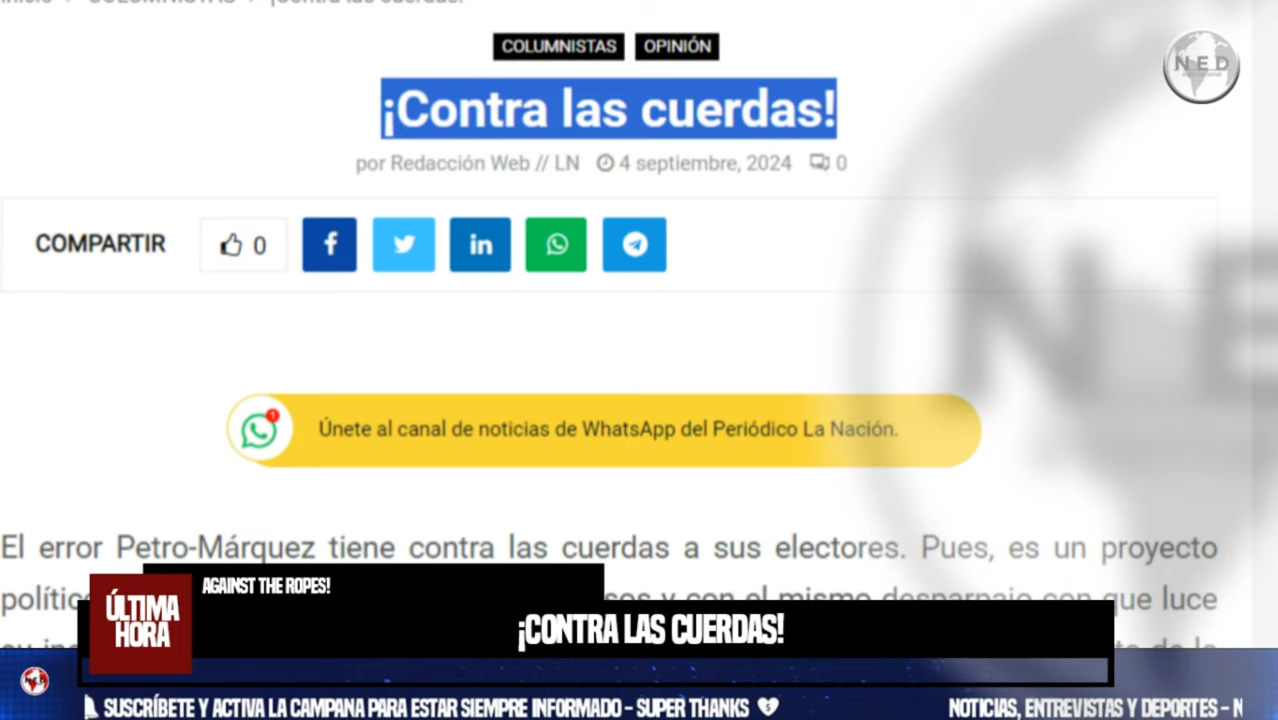 COLUMNISTAS OPINIÓN
NED
¡Contra las cuerdas!
por Redacción Web // LN 4 septiembre, 2024 0
COMPARTIR 0
Únete al canal de noticias de WhatsApp del Periódico La Nación.
El error Petro-Márquez tiene contra las cuerdas a sus electores. Pues, es un proyecto
y con el mismo desparpajo con que luce
AGAINST THE ROPES!
ÚLTIMA
HORA
¡CONTRA LAS CUERDAS!
SUSCRÍBETE Y ACTIVA LA CAMPANA PARA ESTAR SIEMPRE INFORMADO - SUPER THANKS NOTICIAS, ENTREVISTAS Y DEPORTES - N